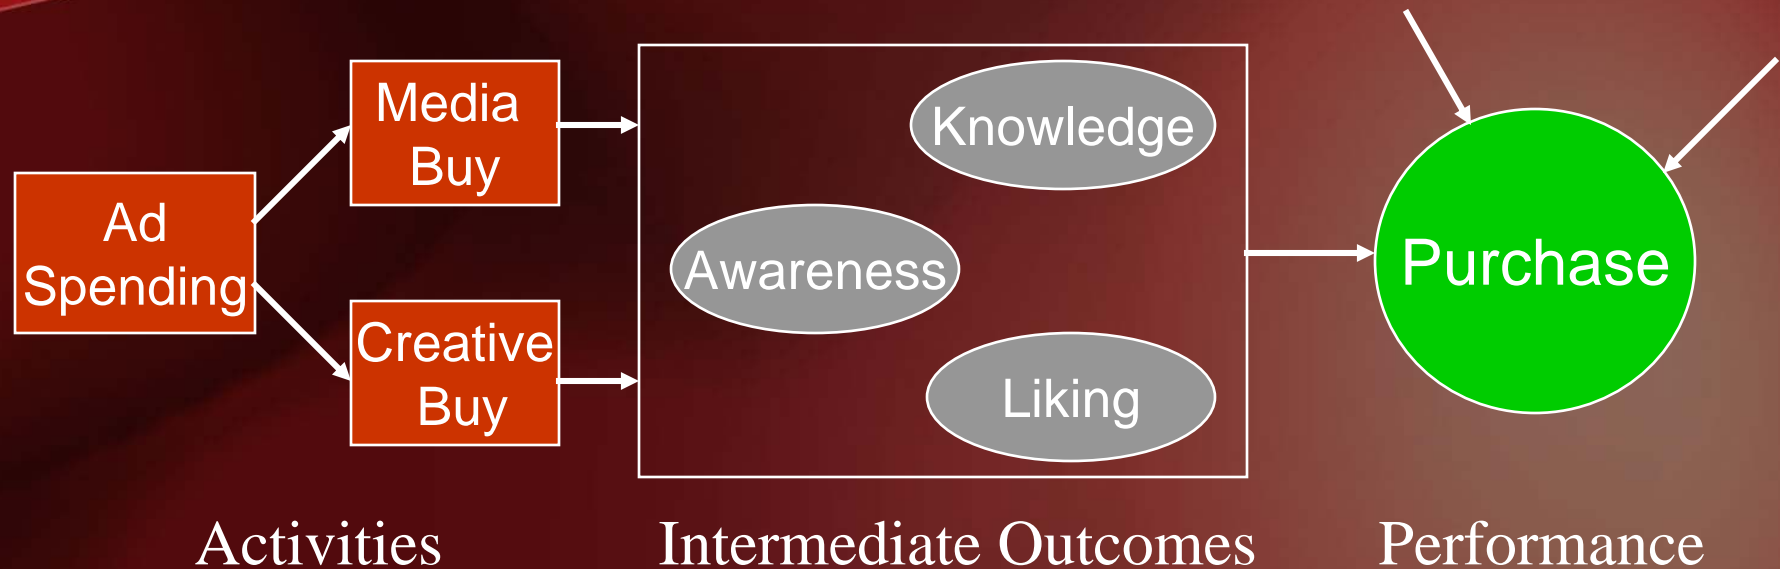 Ad
Spending
Media
Buy
Creative
Buy
Knowledge
Awareness
Liking
Purchase
Activities
Intermediate Outcomes
Performance